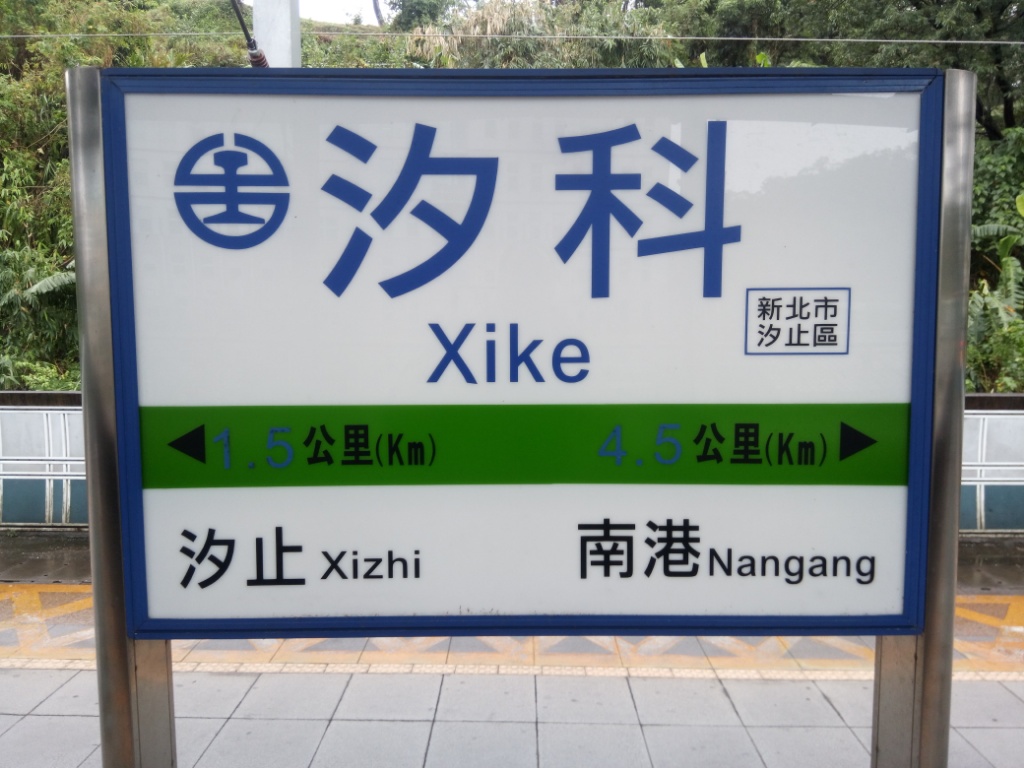 汐科
Xike
新北市
汐止區
◀1.5公里(Km) 4.5公里(Km)▶
汐止 Xizhi 南港 Nangang